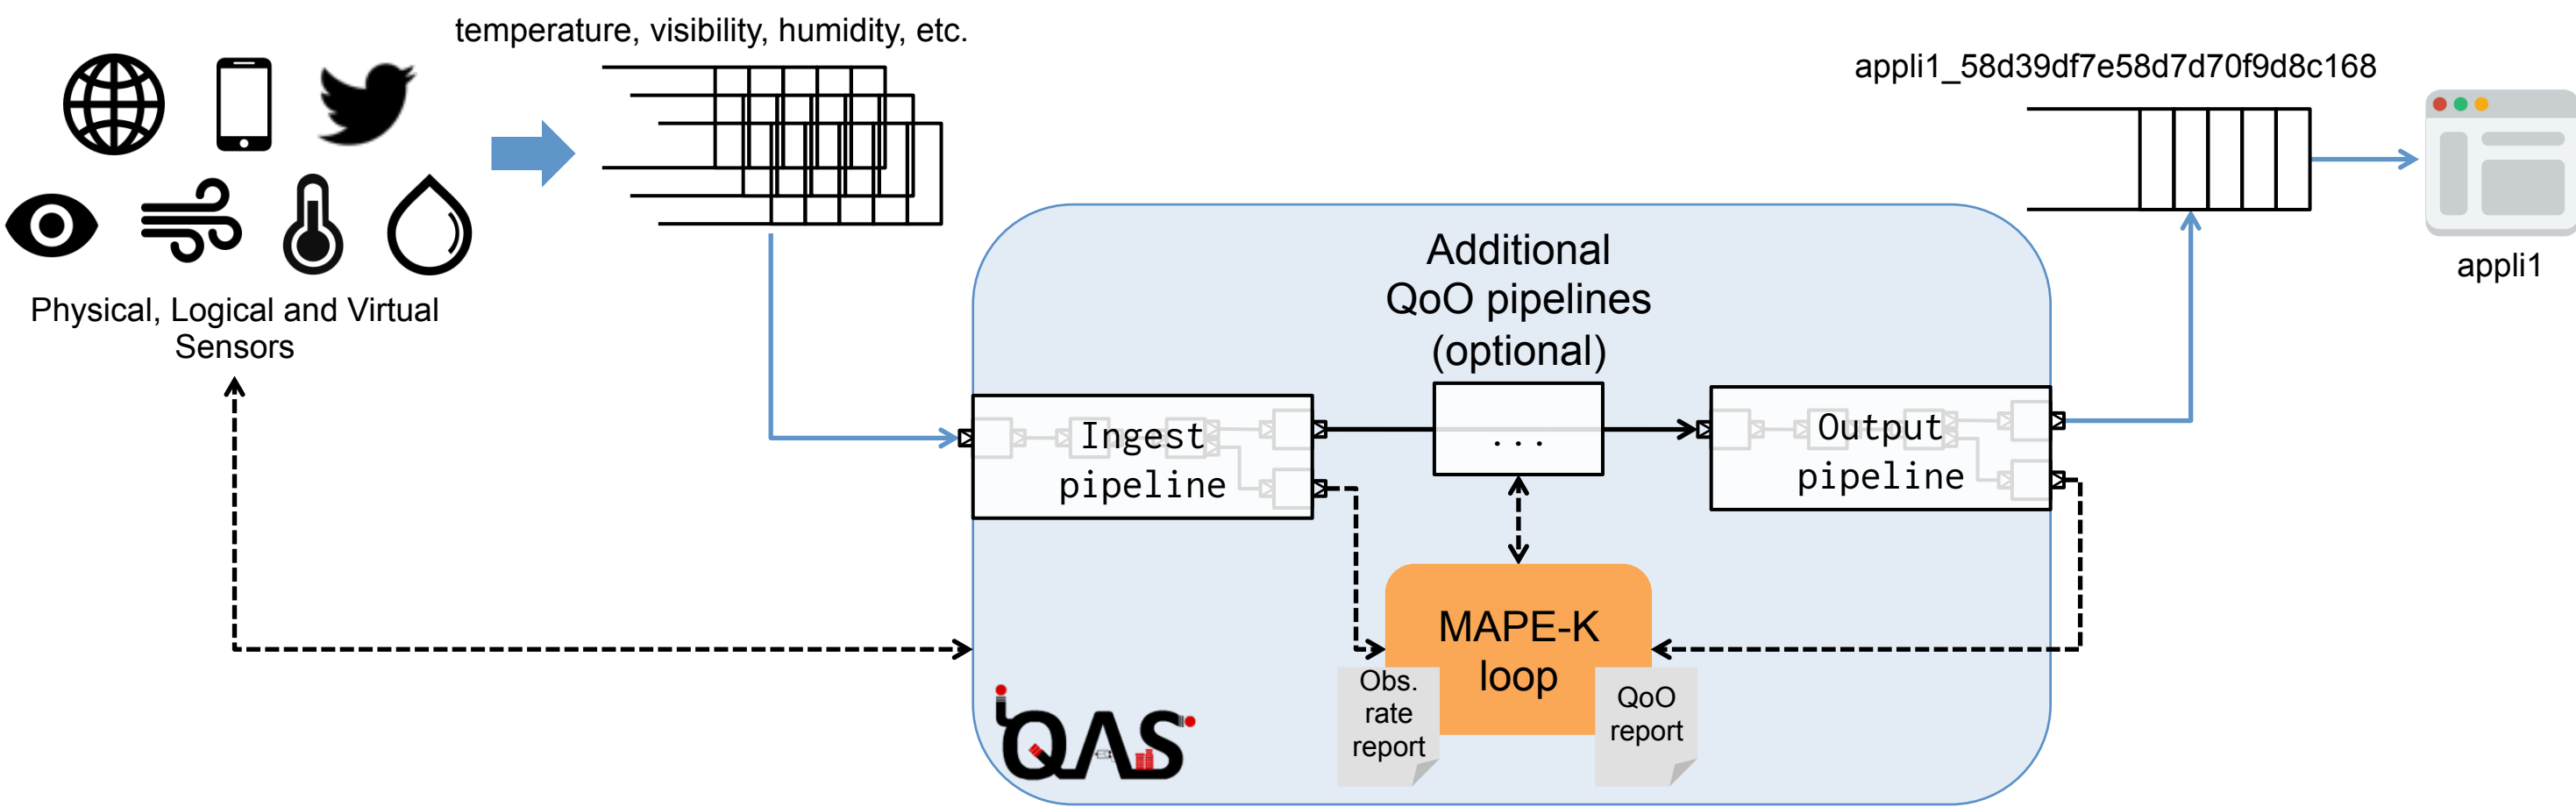 temperature, visibility, humidity, etc.
appli1_58d39df7e58d7d70f9d8c168
appli1
Physical, Logical and Virtual
Sensors
Additional
QoO pipelines
(optional)
Ingest
pipeline
...
Output
pipeline
MAPE-K
loop
Obs.
rate
report
QoO
report
iQAS